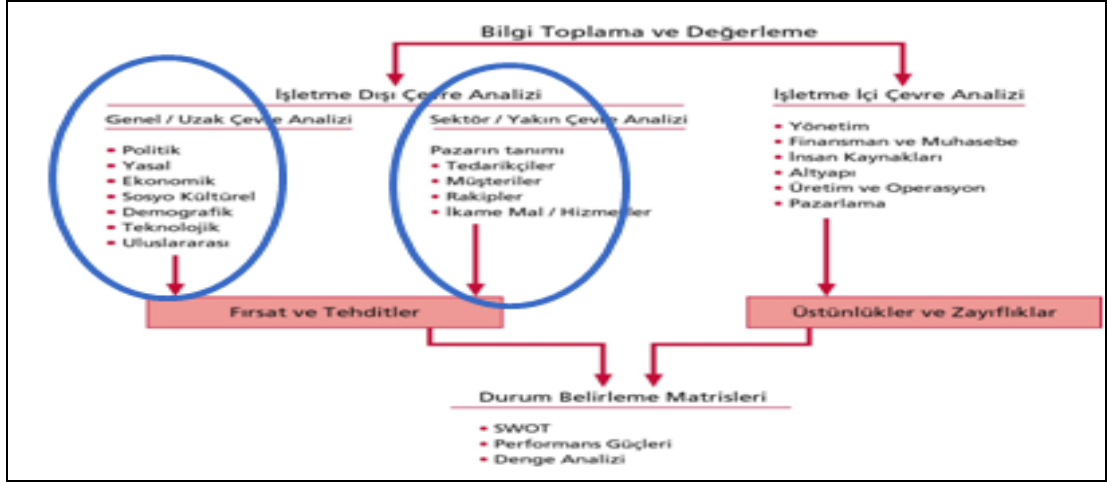 Bilgi Toplama ve Değerleme
İşletme Dışı Çevre Analizi
Genel / Uzak Çevre Analizi
• Politik
• Yasal
• Ekonomik
• Sosyo Kültürel
• Demografik
• Teknolojik
• Uluslararası
Sektör / Yakın Çevre Analizi
Pazarın tanımı
• Tedarikçiler
• Müşteriler
• Rakipler
• İkame Mal / Hizmetler
İşletme İçi Çevre Analizi
• Yönetim
• Finansman ve Muhasebe
• İnsan Kaynakları
• Altyapı
• Üretim ve Operasyon
• Pazarlama
Fırsat ve Tehditler
Üstünlükler ve Zayıflıklar
Durum Belirleme Matrisleri
• SWOT
• Performans Güçleri
• Denge Analizi